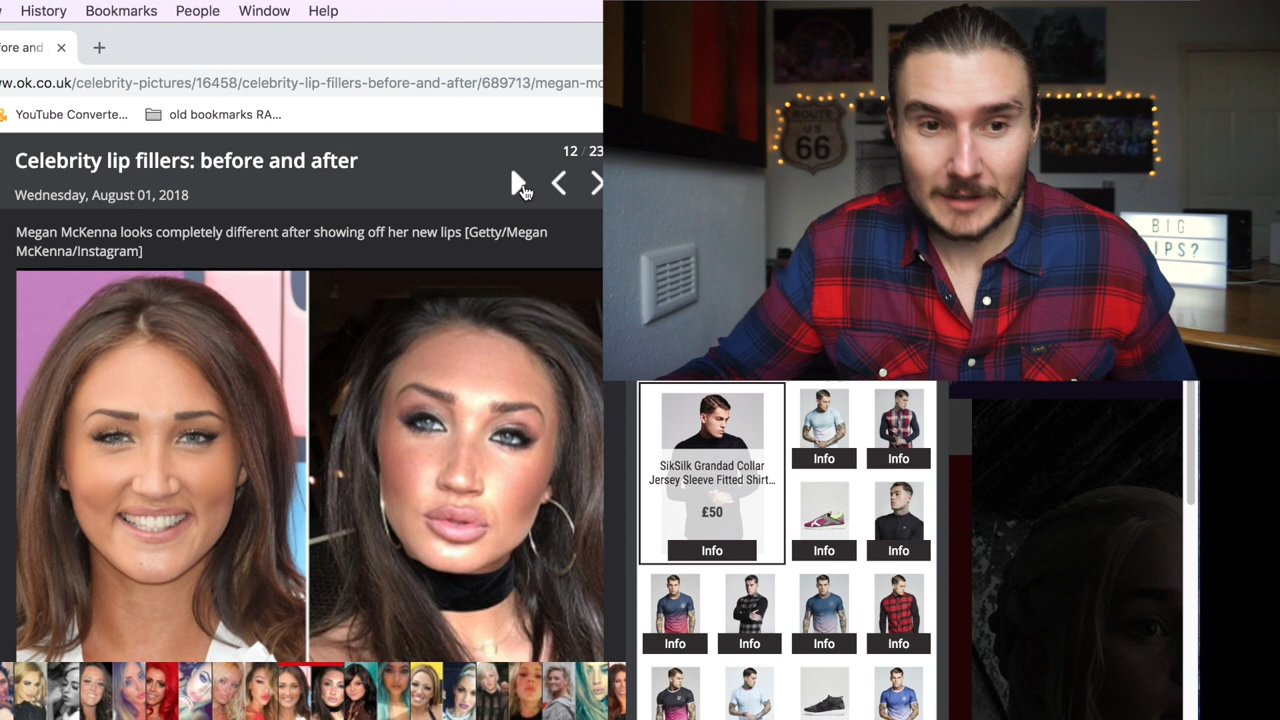 History Bookmarks People Window Help
fore and
ww.ok.co.uk/celebrity-pictures/16458/celebrity-lip-fillers-before-and-after/689713/megan-mc
YouTube Converte... old bookmarks RA...
Celebrity lip fillers: before and after
12 / 23
Wednesday, August 01, 2018
Megan McKenna looks completely different after showing off her new lips [Getty/Megan
McKenna/Instagram]
ROUTE
US
66
BIG
IPS?
SikSilk Grandad Collar
Jersey Sleeve Fitted Shirt...
£50
Info
Info Info
Info Info
Info Info Info Info